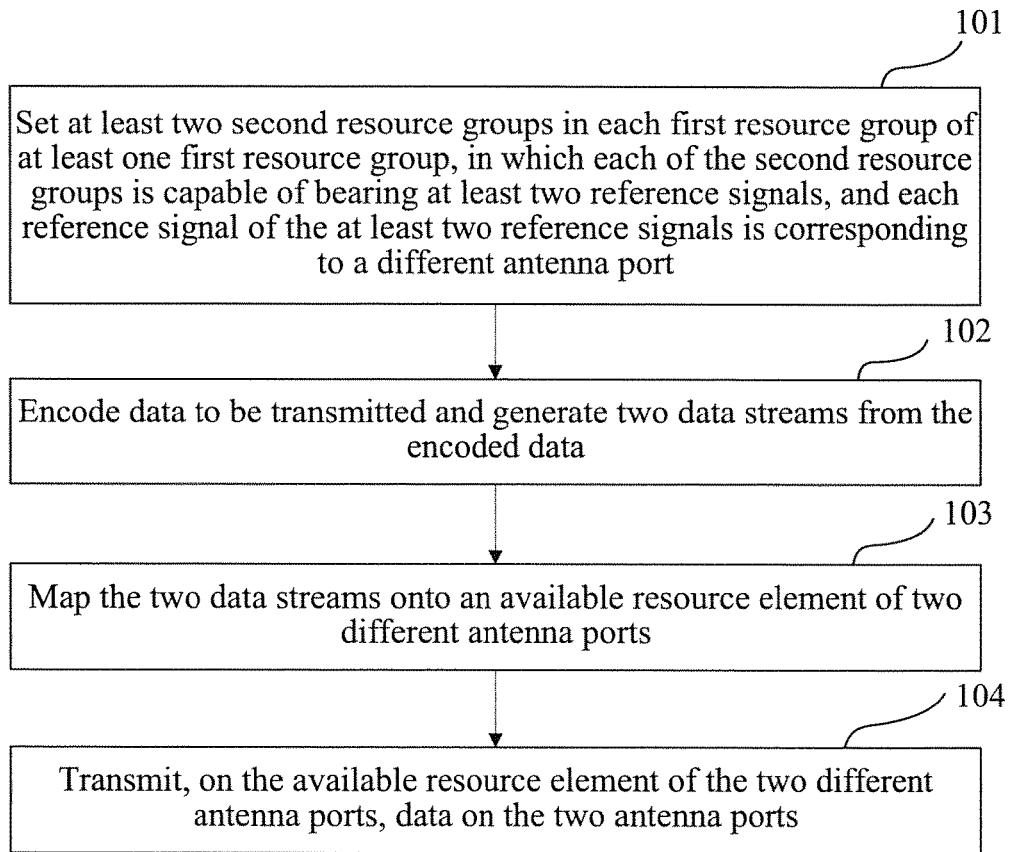 101
Set at least two second resource groups in each first resource group of
at least one first resource group, in which each of the second resource
groups is capable of bearing at least two reference signals, and each
reference signal of the at least two reference signals is corresponding
to a different antenna port
102
Encode data to be transmitted and generate two data streams from the
encoded data
103
Map the two data streams onto an available resource element of two
different antenna ports
104
Transmit, on the available resource element of the two different
antenna ports, data on the two antenna ports